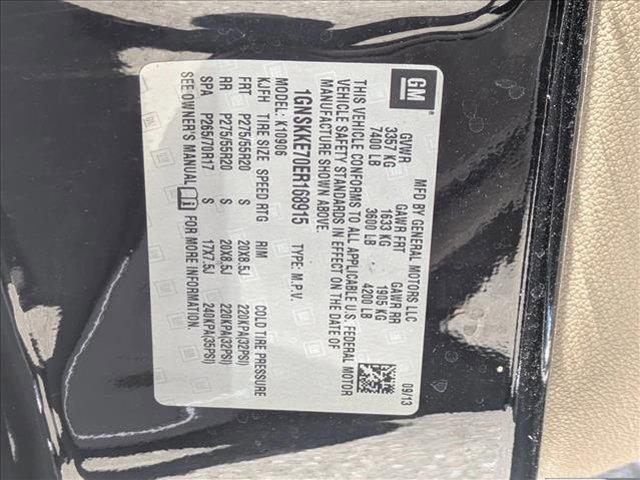 GM
MFD BY GENERAL MOTORS LLC 09/13
GVWR GAWR FRT GAWR RR
3357 KG 1633 KG 1905 KG
7400 LB 3600 LB 4200 LB
THIS VEHICLE CONFORMS TO ALL APPLICABLE U.S. FEDERAL MOTOR
VEHICLE SAFETY STANDARDS IN EFFECT ON THE DATE OF
MANUFACTURE SHOWN ABOVE.
1GNSKKE70ER168915 TYPE: M.P.V.
MODEL: K10906
KJFH TIRE SIZE SPEED RTG RIM COLD TIRE PRESSURE
FRT P275/55R20 S 20X8.5J 220KPA(32PSI)
RR P275/55R20 S 20X8.5J 220KPA(32PSI)
SPA P265/70R17 S 17X7.5J 240KPA(35PSI)
SEE OWNER'S MANUAL FOR MORE INFORMATION.